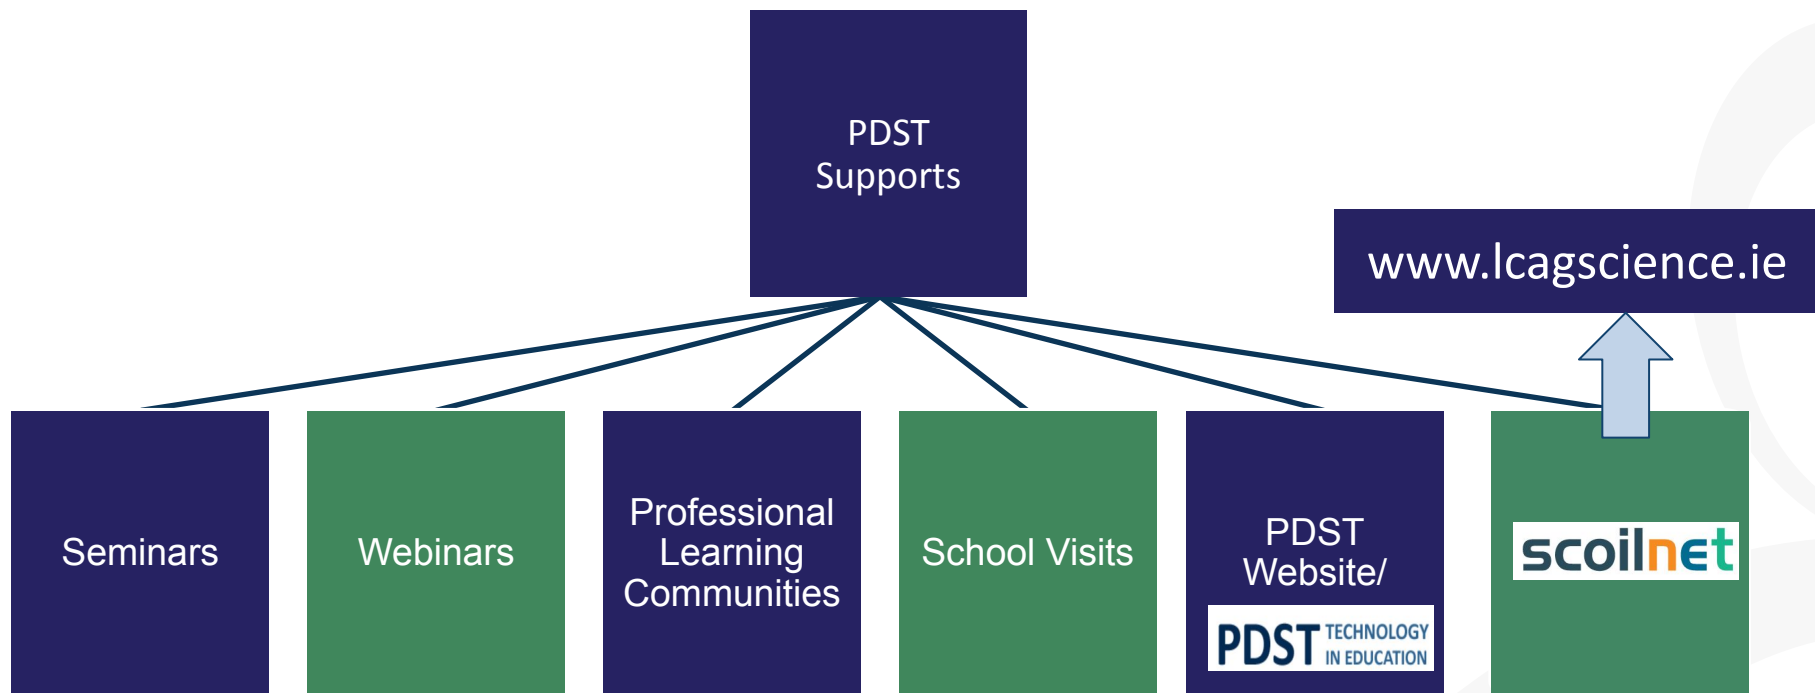 PDST
Supports
www.lcagscience.ie
Seminars
Webinars
Professional
Learning
Communities
School Visits
PDST
Website/
PDST TECHNOLOGY
IN EDUCATION
scoilnet